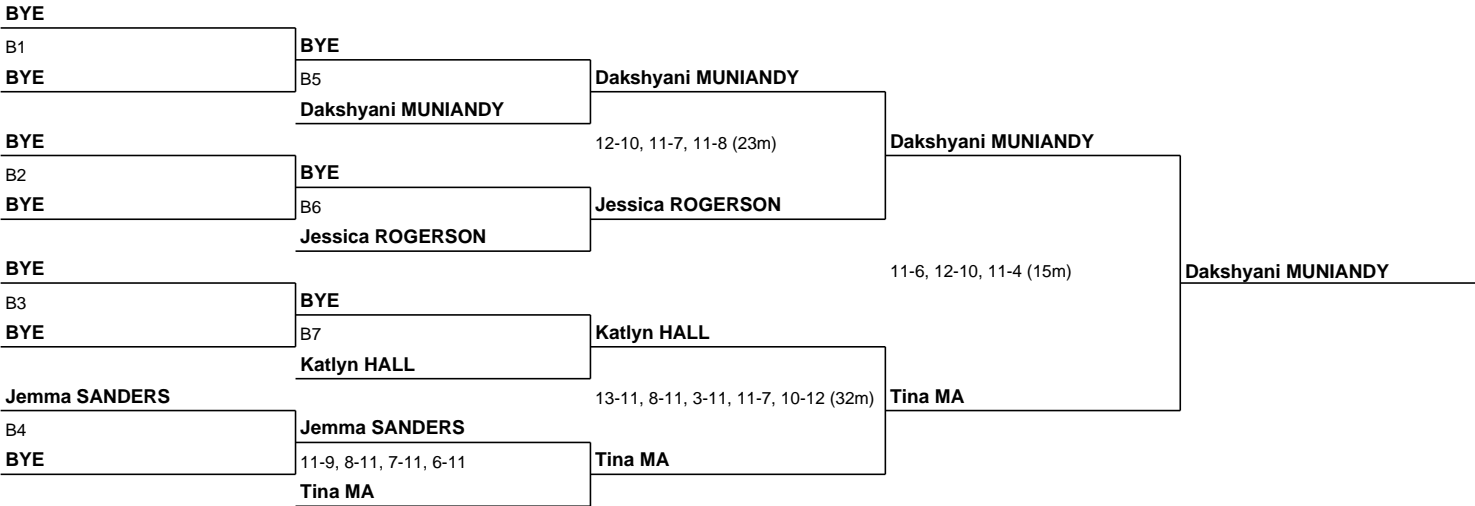 BYE
B1
BYE
BYE
B5
Dakshyani MUNIANDY
Dakshyani MUNIANDY
BYE
B2
BYE
BYE
B6
Jessica ROGERSON
Jessica ROGERSON
12-10, 11-7, 11-8 (23m)
Dakshyani MUNIANDY
BYE
B3
BYE
BYE
B7
Katlyn HALL
Katlyn HALL
Jemma SANDERS
B4
BYE
Jemma SANDERS
11-9, 8-11, 7-11, 6-11
Tina MA
Tina MA
13-11, 8-11, 3-11, 11-7, 10-12 (32m)
Tina MA
11-6, 12-10, 11-4 (15m)
Dakshyani MUNIANDY